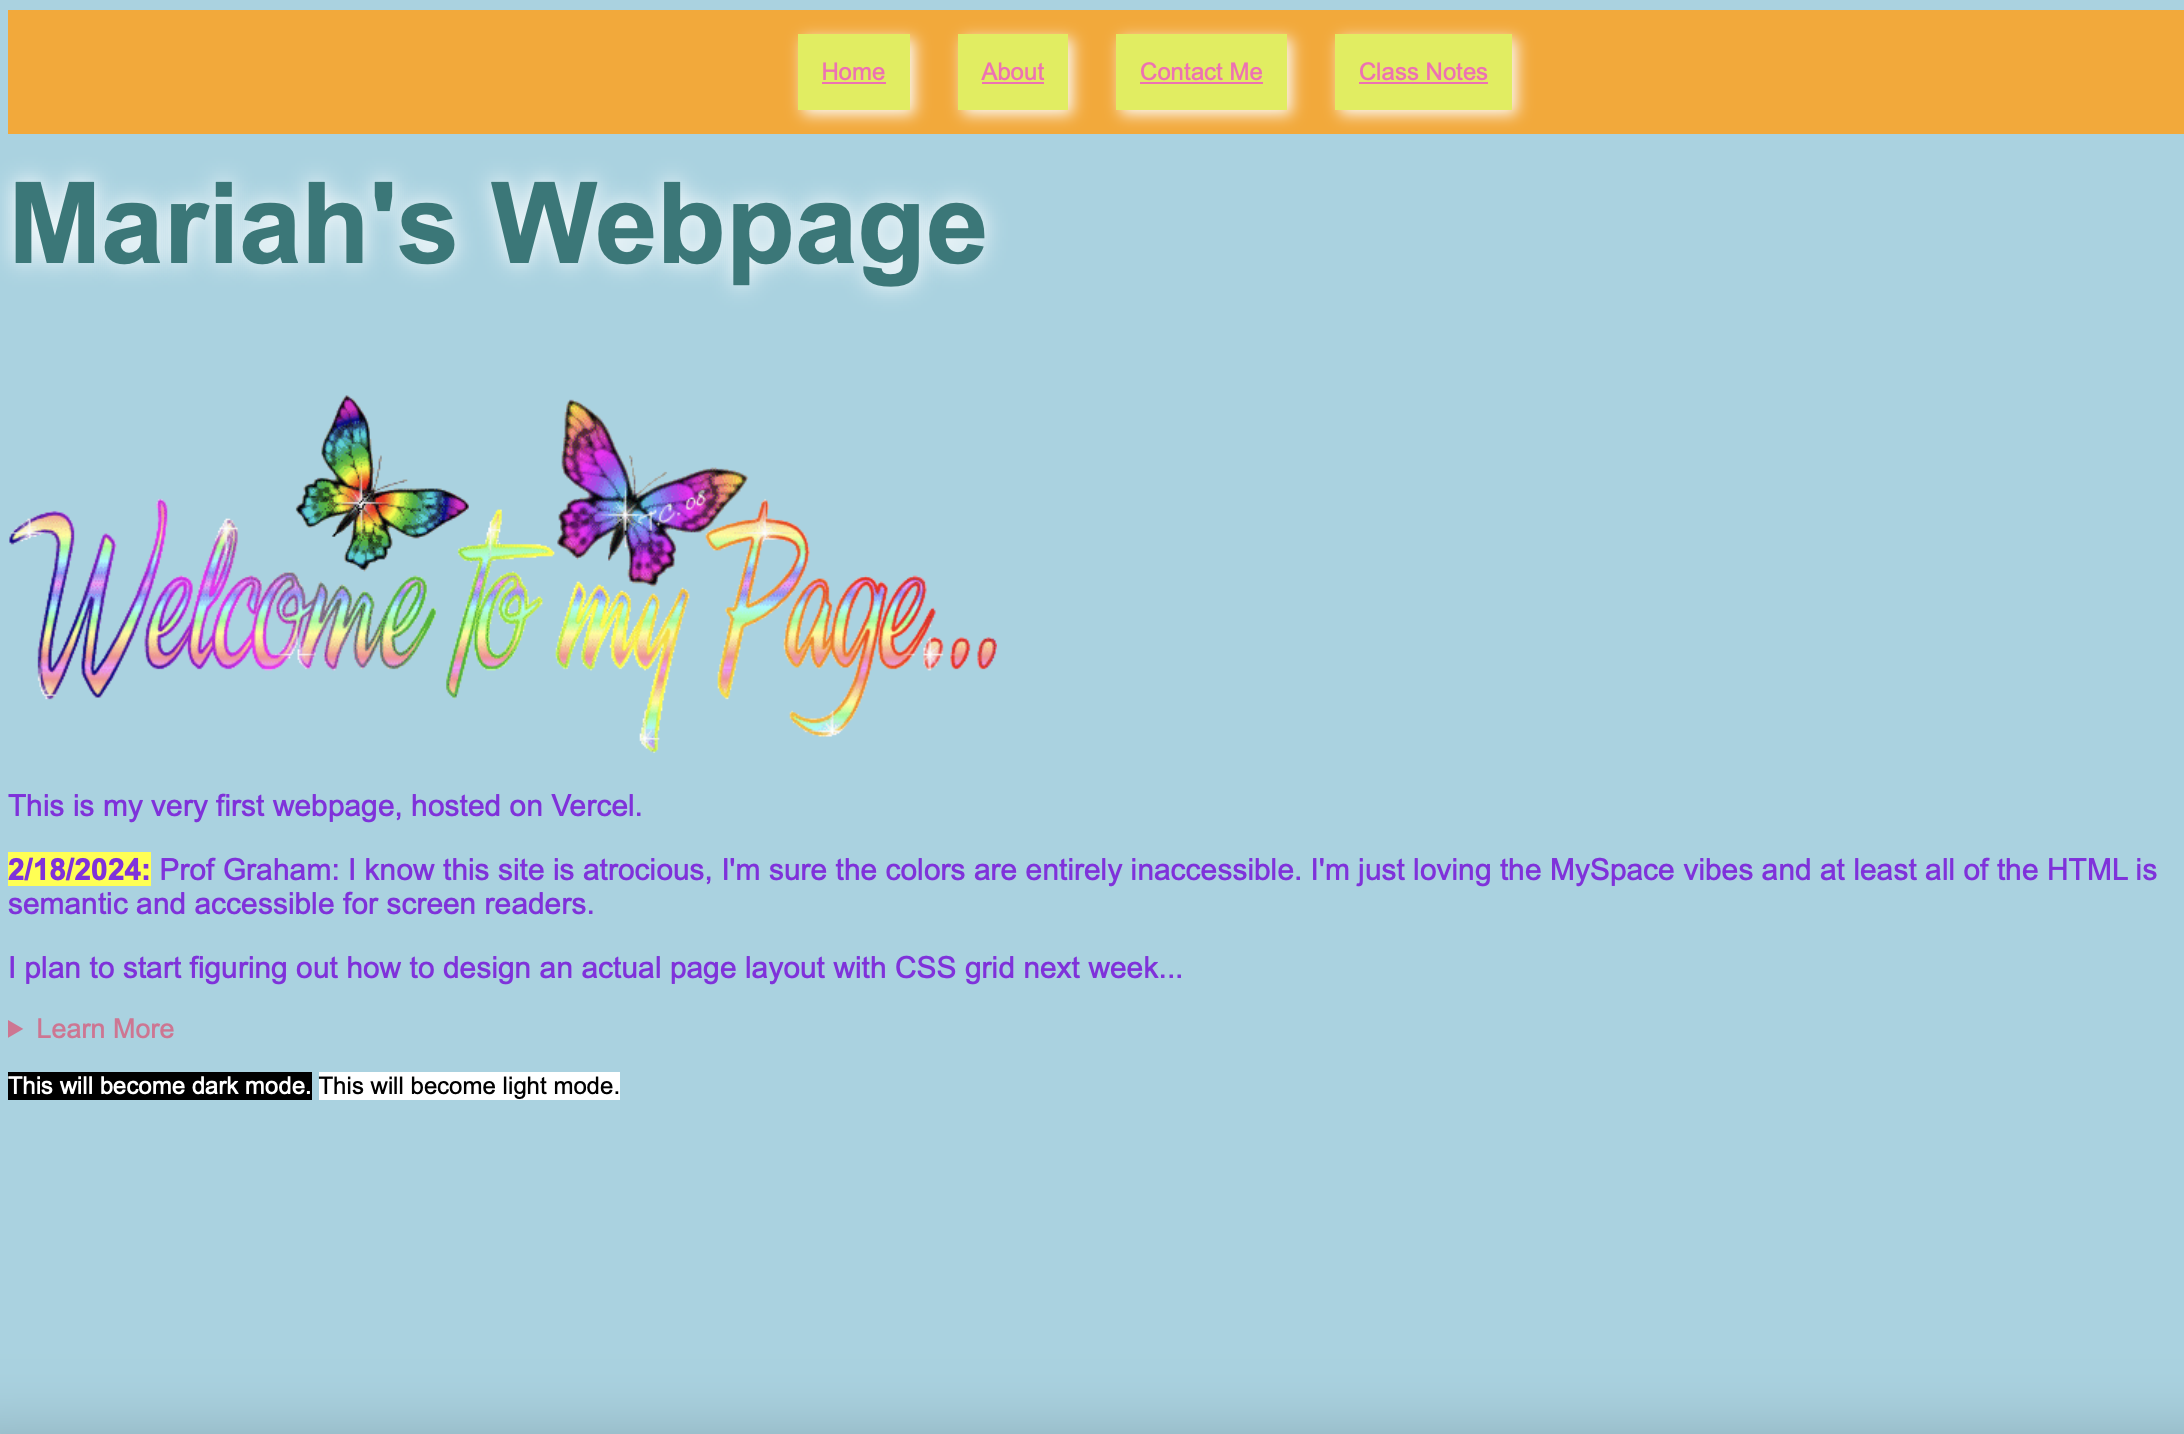 Home About Contact Me Class Notes
Mariah's Webpage
T.C. 08
Welcome to my Page...
This is my very first webpage, hosted on Vercel.
2/18/2024: Prof Graham: I know this site is atrocious, I'm sure the colors are entirely inaccessible. I'm just loving the MySpace vibes and at least all of the HTML is
semantic and accessible for screen readers.
I plan to start figuring out how to design an actual page layout with CSS grid next week...
Learn More
This will become dark mode. This will become light mode.